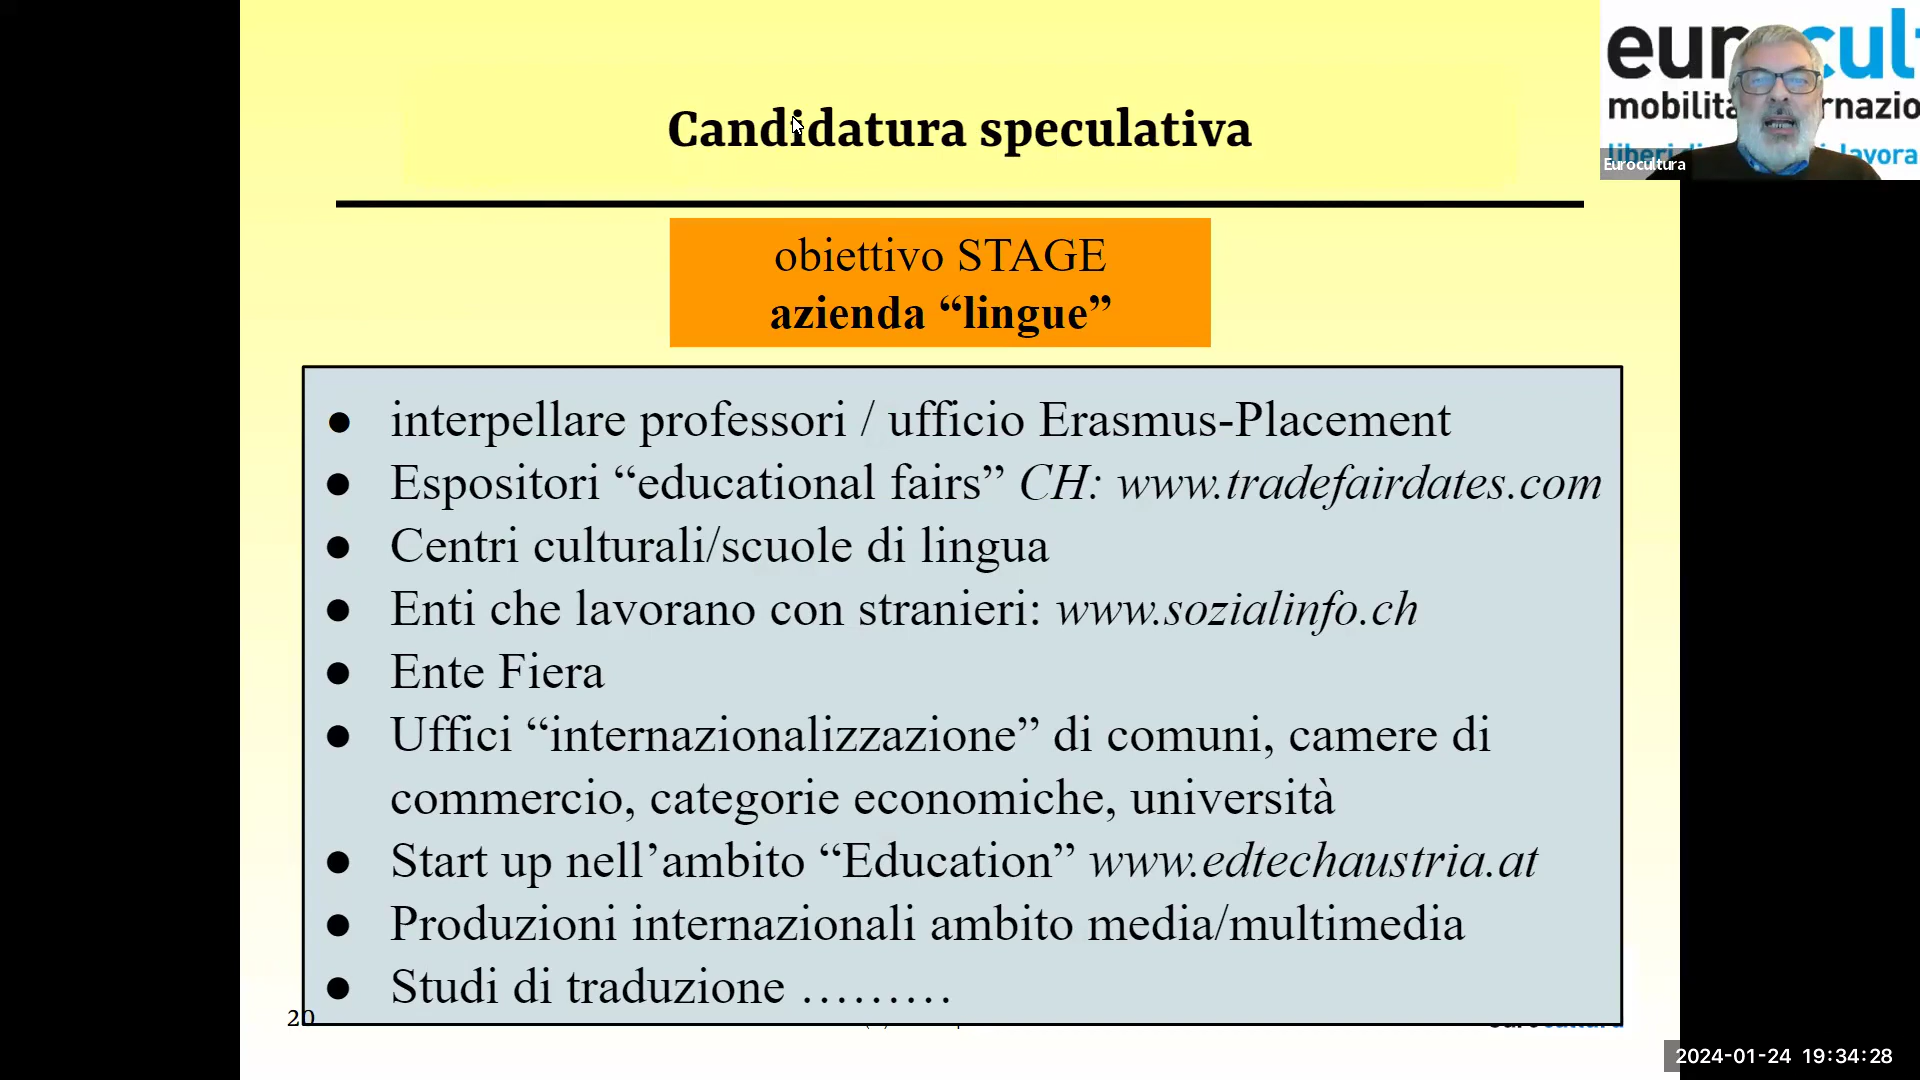 Candidatura speculativa
obiettivo STAGE
azienda “lingue”
● interpellare professori / ufficio Erasmus-Placement
● Espositori “educational fairs” CH: www.tradefairdates.com
● Centri culturali/scuole di lingua
● Enti che lavorano con stranieri: www.sozialinfo.ch
● Ente Fiera
● Uffici “internazionalizzazione” di comuni, camere di
commercio, categorie economiche, università
● Start up nell’ambito “Education” www.edtechaustria.at
● Produzioni internazionali ambito media/multimedia
● Studi di traduzione ………
20
Eurocultura
2024-01-24 19:34:28